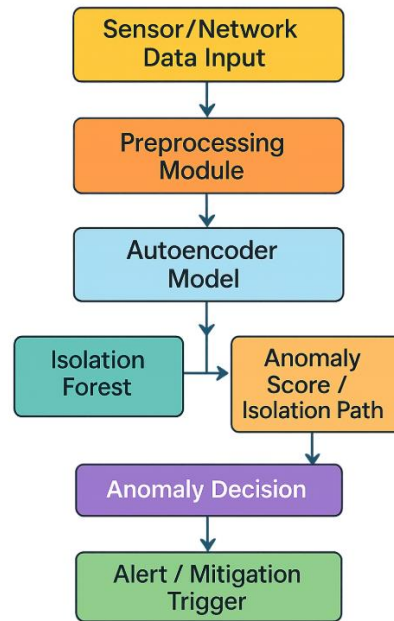 Sensor/Network
Data Input
Preprocessing
Module
Autoencoder
Model
Isolation
Forest
Anomaly
Score /
Isolation Path
Anomaly Decision
Alert / Mitigation
Trigger